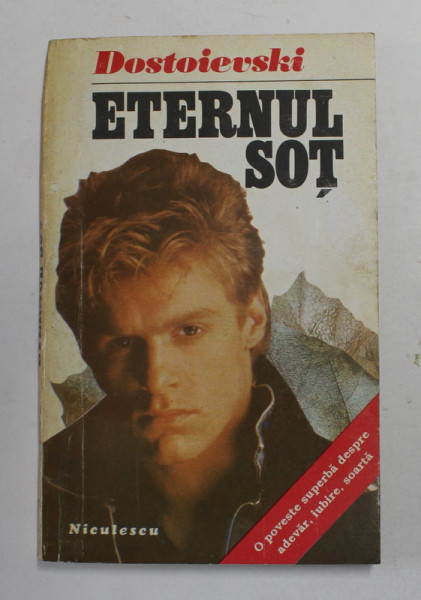 Dostoievski
ETERNUL
SOȚ
O poveste superbă despre
adevăr, iubire, soartă
Niculescu